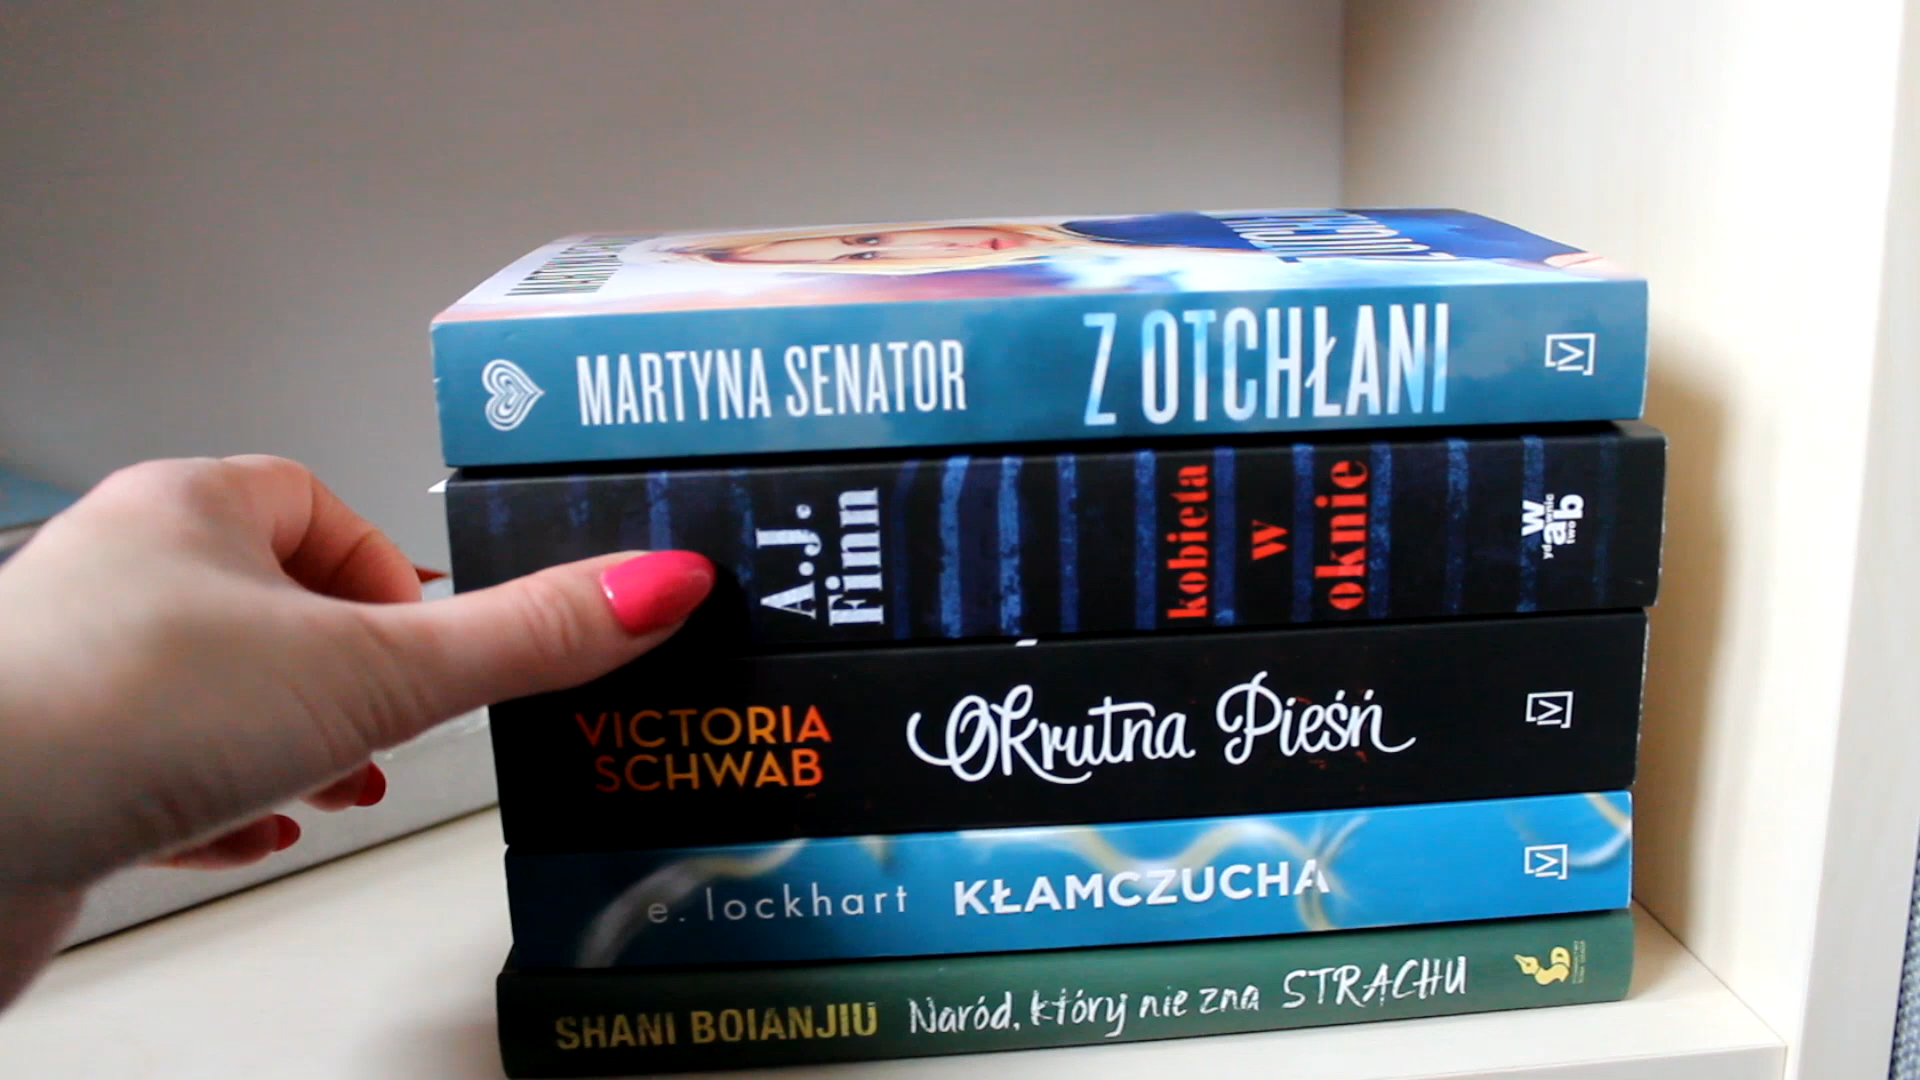 MARTYNA SENATOR
Z OTCHŁANI
A.J.
Finn
kobieta
w
oknie
w
ab
VICTORIA
SCHWAB
Okrutna Pieśń
e. lockhart
KŁAMCZUCHA
SHANI BOIANJIU
Naród, który nie zna STRACHU